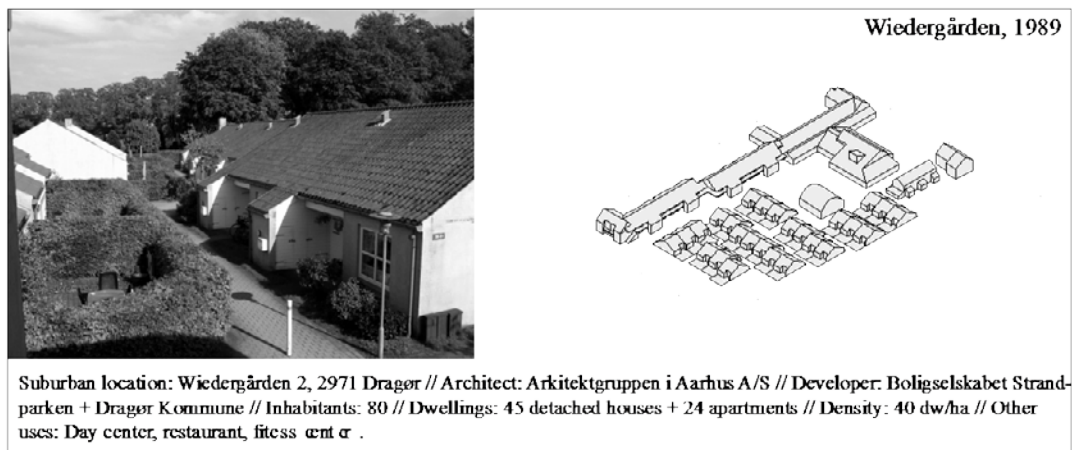 Wiedergården, 1989
Suburban location: Wiedergården 2, 2971 Dragør // Architect: Arkitektgruppen i Aarhus A/S // Developer: Boligselskabet Strand-
parken + Dragør Kommune // Inhabitants: 80 // Dwellings: 45 detached houses + 24 apartments // Density: 40 dw/ha // Other
uses: Day center, restaurant, fitess center.